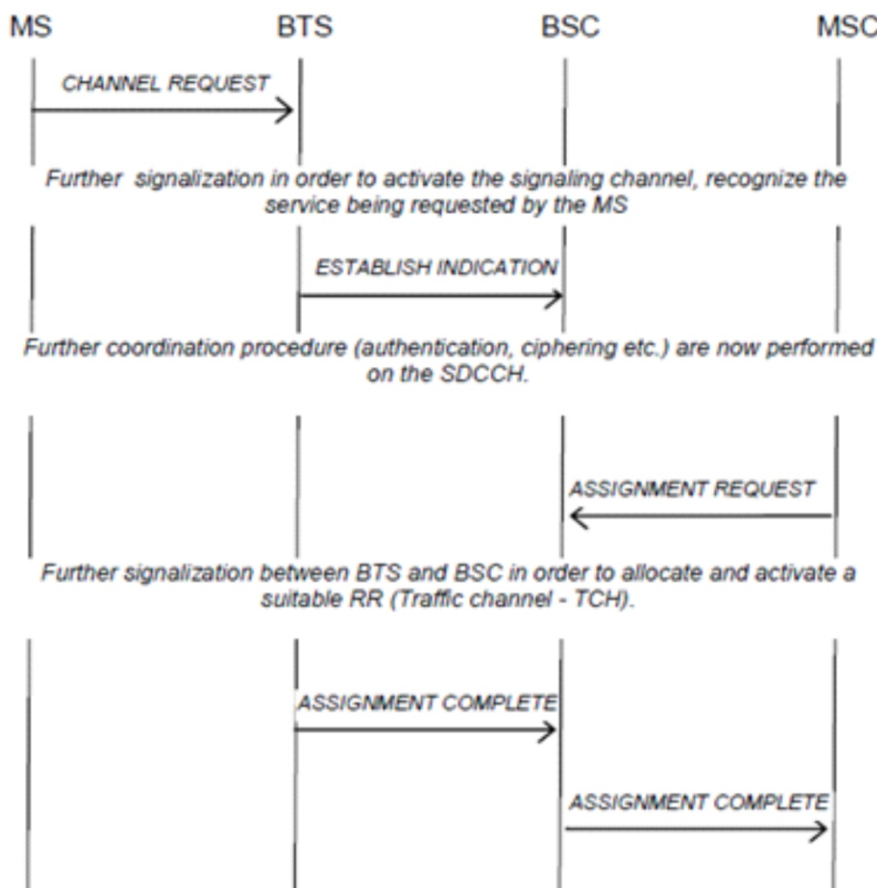 MS BTS BSC MSC
CHANNEL REQUEST
Further signalization in order to activate the signaling channel, recognize the
service being requested by the MS
ESTABLISH INDICATION
Further coordination procedure (authentication, ciphering etc.) are now performed
on the SDCCH.
ASSIGNMENT REQUEST
Further signalization between BTS and BSC in order to allocate and activate a
suitable RR (Traffic channel - TCH).
ASSIGNMENT COMPLETE
ASSIGNMENT COMPLETE